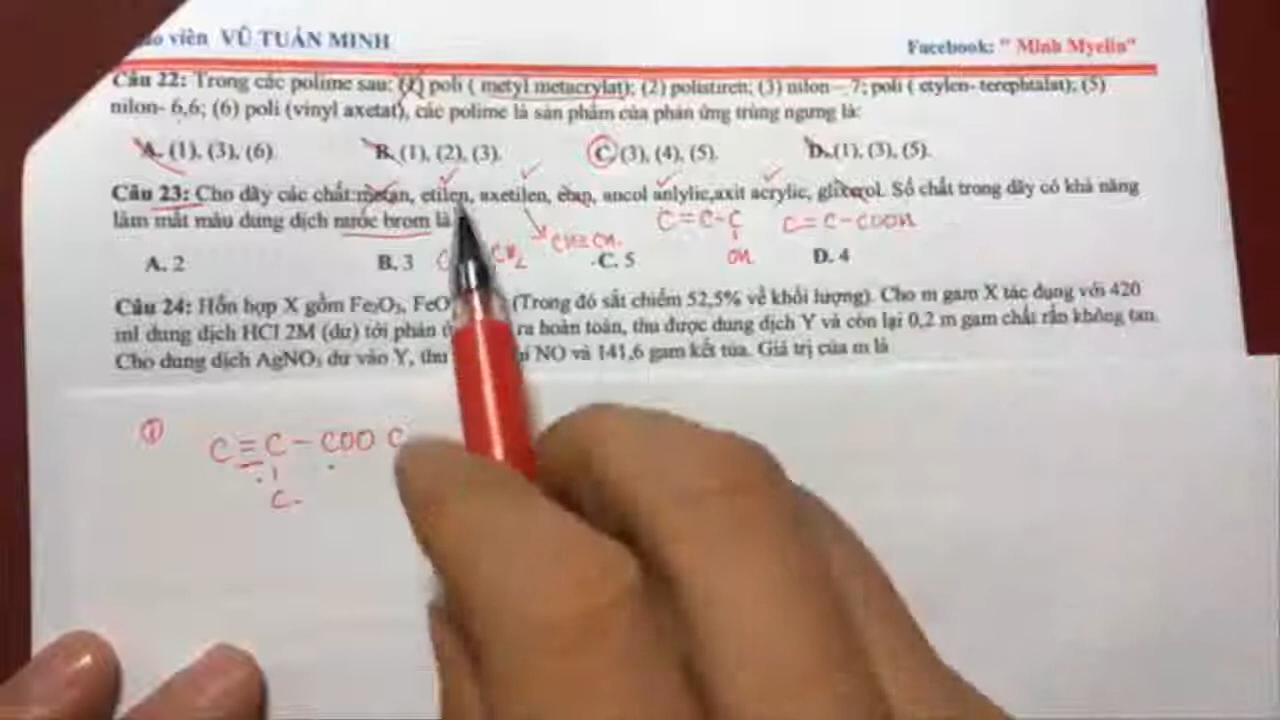 viên VŨ TUẤN MINH
Facebook: " Minh Myelin"
Câu 22: Trong các polime sau: (1) poli ( metyl metacrylat); (2) polistiren; (3) nilon – 7; poli ( etylen- terephtalat); (5)
nilon- 6,6; (6) poli (vinyl axetat), các polime là sản phẩm của phản ứng trùng ngưng là:
A. (1), (3), (6). B. (1), (2), (3). C. (3), (4), (5). D. (1), (3), (5).
Câu 23: Cho dãy các chất: metan, etilen, axetilen, etan, ancol anlylic, axit acrylic, glixerol. Số chất trong dãy có khả năng
làm mất màu dung dịch nước brom là
C=C-C C=C-COOH
OH
CH≡CH.
A. 2 B. 3 C. 5 D. 4
Câu 24: Hỗn hợp X gồm Fe₂O₃, FeO (Trong đó sắt chiếm 52,5% về khối lượng). Cho m gam X tác dụng với 420
ml dung dịch HCl 2M (dư) tới phản ra hoàn toàn, thu được dung dịch Y và còn lại 0,2 m gam chất rắn không tan.
Cho dung dịch AgNO₃ dư vào Y, thu NO và 141,6 gam kết tủa. Giá trị của m là
① C=C-COO C
C-